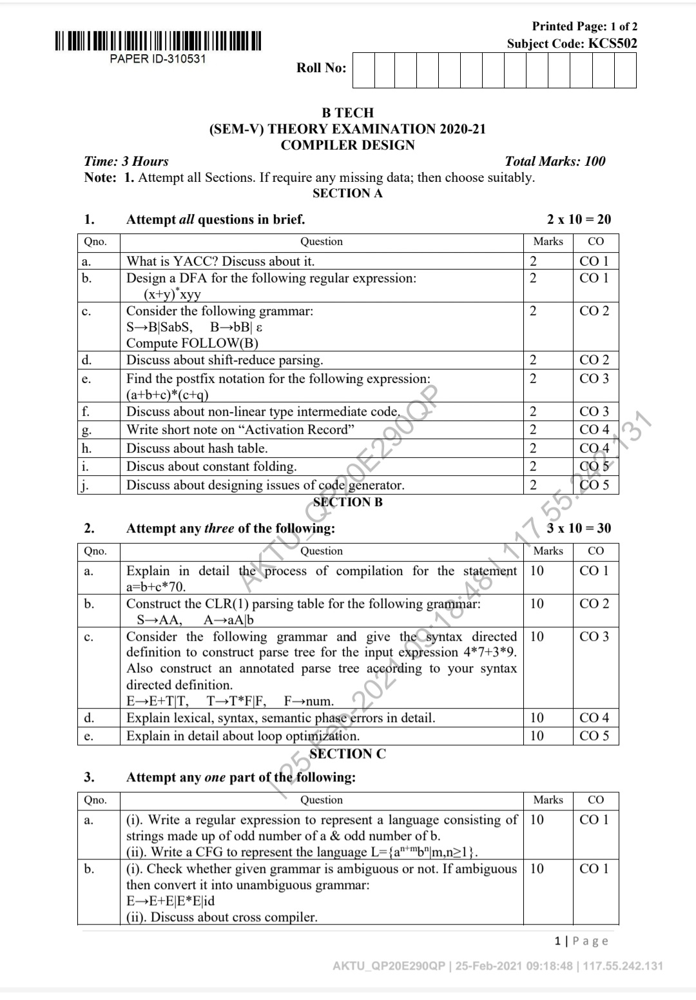 Printed Page: 1 of 2
Subject Code: KCS502
PAPER ID-310531
Roll No:
B TECH
(SEM-V) THEORY EXAMINATION 2020-21
COMPILER DESIGN
Time: 3 Hours Total Marks: 100
Note: 1. Attempt all Sections. If require any missing data; then choose suitably.
SECTION A
1. Attempt all questions in brief. 2 x 10 = 20
Qno. Question Marks CO
a. What is YACC? Discuss about it. 2 CO 1
b. Design a DFA for the following regular expression: 2 CO 1
(x+y)*xyy
c. Consider the following grammar: 2 CO 2
S→B|SabS, B→bB| ε
Compute FOLLOW(B)
d. Discuss about shift-reduce parsing. 2 CO 2
e. Find the postfix notation for the following expression: 2 CO 3
(a+b+c)*(c+q)
f. Discuss about non-linear type intermediate code. 2 CO 3
g. Write short note on “Activation Record” 2 CO 4
h. Discuss about hash table. 2 CO 4
i. Discus about constant folding. 2 CO 5
j. Discuss about designing issues of code generator. 2 CO 5
SECTION B
2. Attempt any three of the following: 3 x 10 = 30
Qno. Question Marks CO
a. Explain in detail the process of compilation for the statement 10 CO 1
a=b+c*70.
b. Construct the CLR(1) parsing table for the following grammar: 10 CO 2
S→AA, A→aA|b
c. Consider the following grammar and give the syntax directed 10 CO 3
definition to construct parse tree for the input expression 4*7+3*9.
Also construct an annotated parse tree according to your syntax
directed definition.
E→E+T|T, T→T*F|F, F→num.
d. Explain lexical, syntax, semantic phase errors in detail. 10 CO 4
e. Explain in detail about loop optimization. 10 CO 5
SECTION C
3. Attempt any one part of the following:
Qno. Question Marks CO
a. (i). Write a regular expression to represent a language consisting of 10 CO 1
strings made up of odd number of a & odd number of b.
(ii). Write a CFG to represent the language L={aⁿ⁺ᵐbⁿ|m,n≥1}.
b. (i). Check whether given grammar is ambiguous or not. If ambiguous 10 CO 1
then convert it into unambiguous grammar:
E→E+E|E*E|id
(ii). Discuss about cross compiler.
1 | Page
AKTU_QP20E290QP | 25-Feb-2021 09:18:48 | 117.55.242.131
AKTU_QP20E290QP
| 25-Feb-2021 09:18:48 | 117.55.242.131